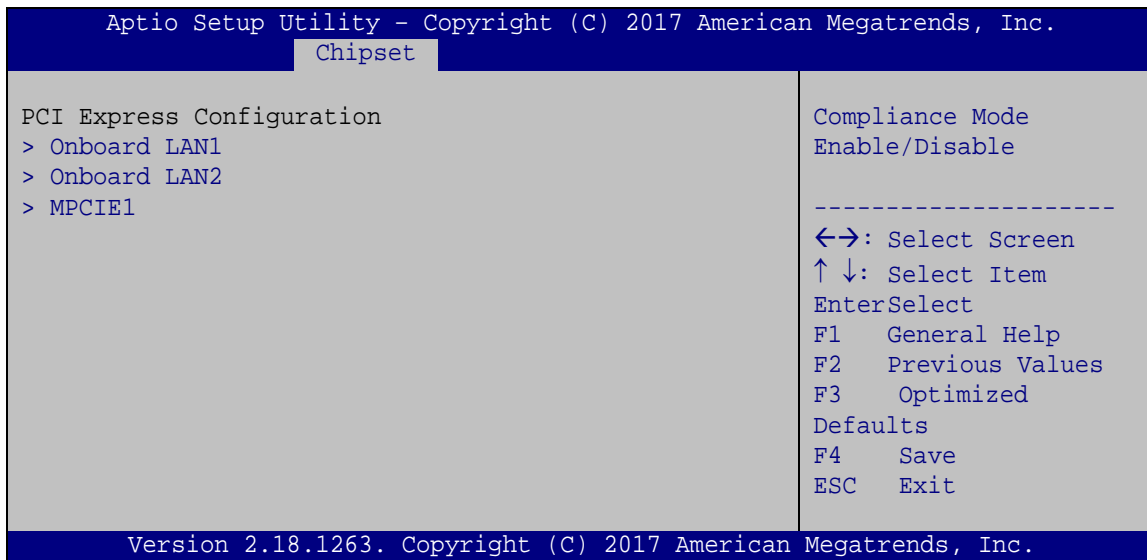 Aptio Setup Utility – Copyright (C) 2017 American Megatrends, Inc.
Chipset
PCI Express Configuration
> Onboard LAN1
> Onboard LAN2
> MPCIE1
Compliance Mode
Enable/Disable
---------------------
←→: Select Screen
↑ ↓: Select Item
EnterSelect
F1 General Help
F2 Previous Values
F3 Optimized
Defaults
F4 Save
ESC Exit
Version 2.18.1263. Copyright (C) 2017 American Megatrends, Inc.